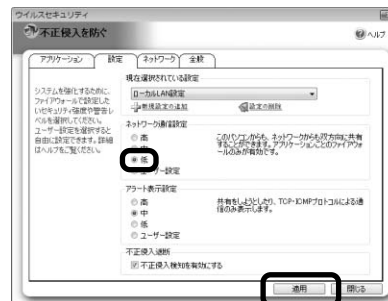 ウイルスセキュリティ
不正侵入を防ぐ
ヘルプ
アプリケーション 設定 ネットワーク 全般
システムを強化するために、
ファイアウォールで設定した
いセキュリティ強度や警告レ
ベルを選択してください。
ユーザー設定を選択すると
自由に設定できます。詳細
はヘルプをご覧ください。
現在選択されている設定
ローカルLAN設定
新規設定の追加 設定の削除
ネットワーク通信設定
高
低
ユーザー設定
このパソコンからも、ネットワークからも双方向に共有
することができます。アプリケーションごとのファイアウォ
ールのみが有効です。
アラート表示設定
高
中
低
ユーザー設定
共有をしようとしたり、TCP・ICMPプロトコルによる通
信のみ表示します。
不正侵入遮断
不正侵入検知を有効にする
適用 閉じる